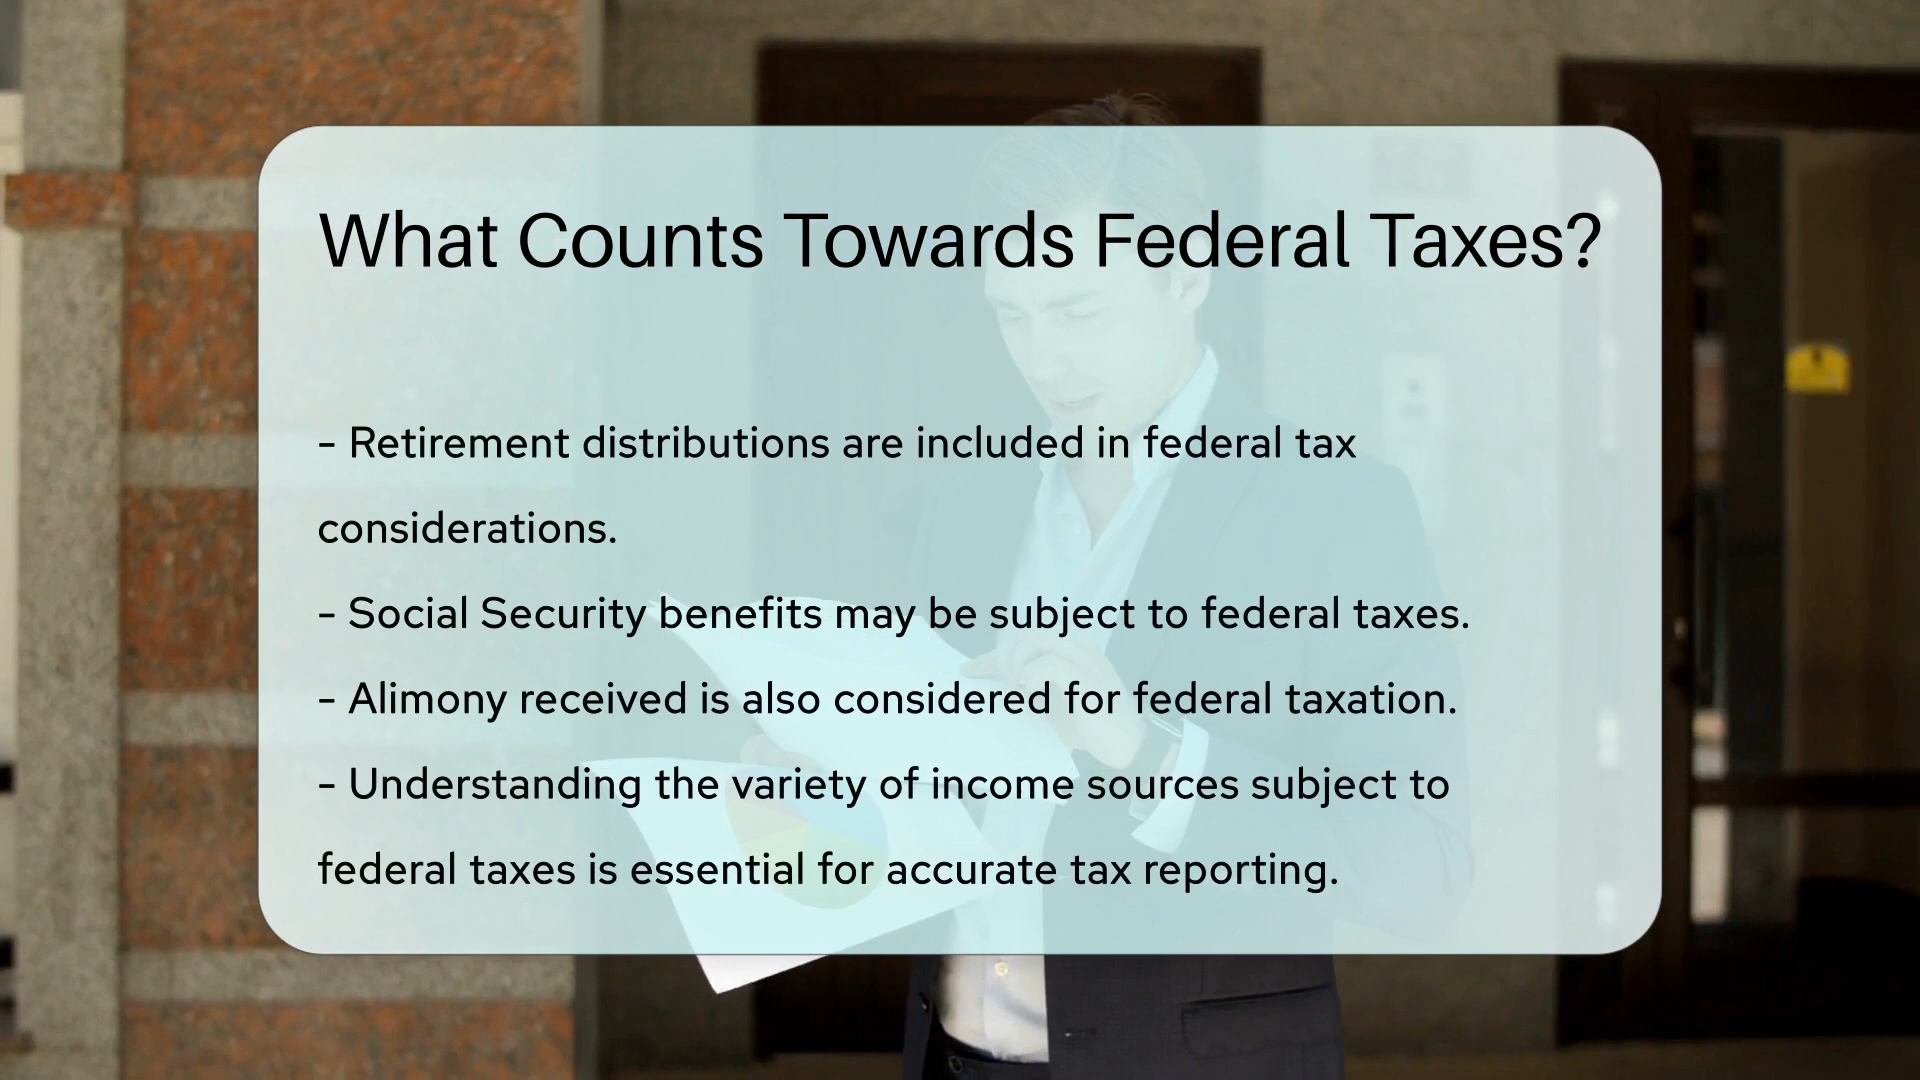 What Counts Towards Federal Taxes?
- Retirement distributions are included in federal tax
considerations.
- Social Security benefits may be subject to federal taxes.
- Alimony received is also considered for federal taxation.
- Understanding the variety of income sources subject to
federal taxes is essential for accurate tax reporting.